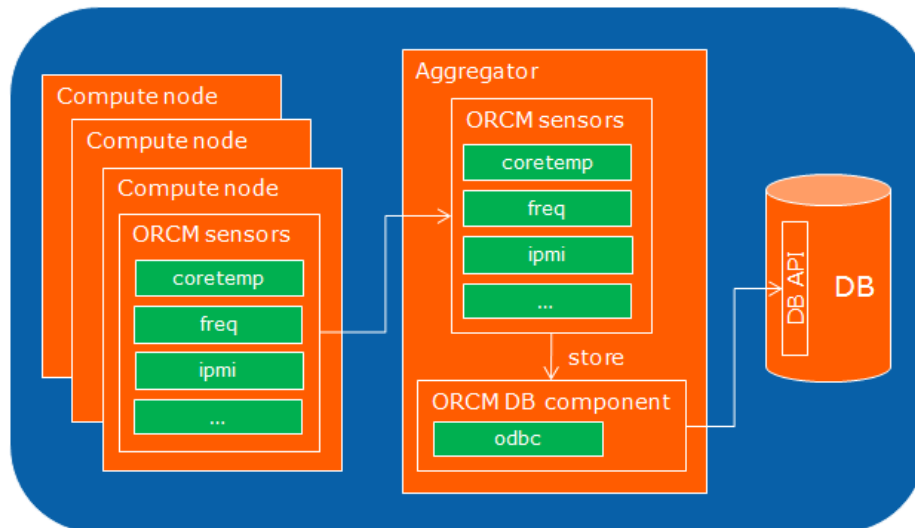 Compute node
Compute node
Compute node
ORCM sensors
coretemp
freq
ipmi
...
Aggregator
ORCM sensors
coretemp
freq
ipmi
...
store
ORCM DB component
odbc
DB API
DB